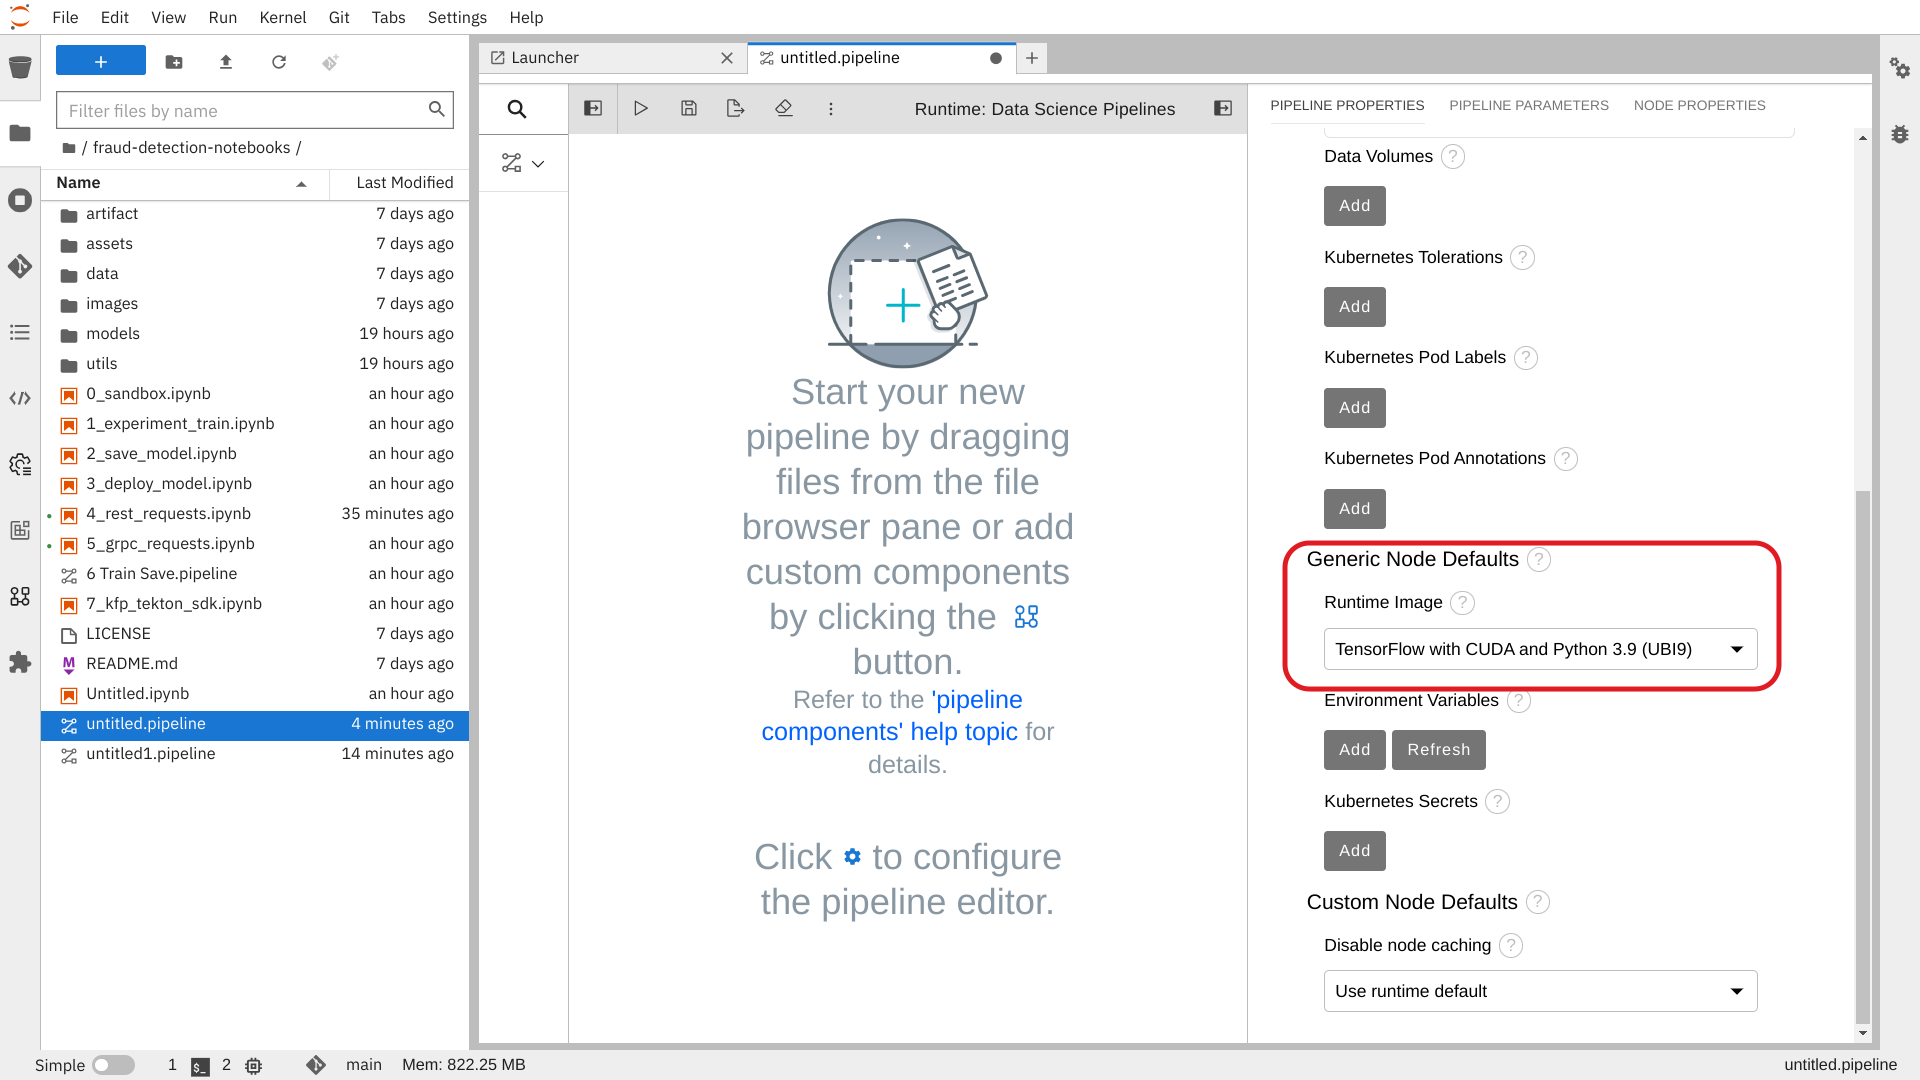 File Edit View Run Kernel Git Tabs Settings Help
Launcher
untitled.pipeline
Filter files by name
/ fraud-detection-notebooks /
Name Last Modified
artifact 7 days ago
assets 7 days ago
data 7 days ago
images 7 days ago
models 19 hours ago
utils 19 hours ago
0_sandbox.ipynb an hour ago
1_experiment_train.ipynb an hour ago
2_save_model.ipynb an hour ago
3_deploy_model.ipynb an hour ago
4_rest_requests.ipynb 35 minutes ago
5_grpc_requests.ipynb an hour ago
6 Train Save.pipeline an hour ago
7_kfp_tekton_sdk.ipynb an hour ago
LICENSE 7 days ago
README.md 7 days ago
Untitled.ipynb an hour ago
untitled.pipeline 4 minutes ago
untitled1.pipeline 14 minutes ago
Runtime: Data Science Pipelines
Start your new
pipeline by dragging
files from the file
browser pane or add
custom components
by clicking the
button.
Refer to the 'pipeline
components' help topic for
details.
Click to configure
the pipeline editor.
PIPELINE PROPERTIES PIPELINE PARAMETERS NODE PROPERTIES
Data Volumes ?
Add
Kubernetes Tolerations ?
Add
Kubernetes Pod Labels ?
Add
Kubernetes Pod Annotations ?
Add
Generic Node Defaults ?
Runtime Image ?
TensorFlow with CUDA and Python 3.9 (UBI9)
Environment Variables ?
Add Refresh
Kubernetes Secrets ?
Add
Custom Node Defaults ?
Disable node caching ?
Use runtime default
Simple 1 $_ 2 main Mem: 822.25 MB untitled.pipeline